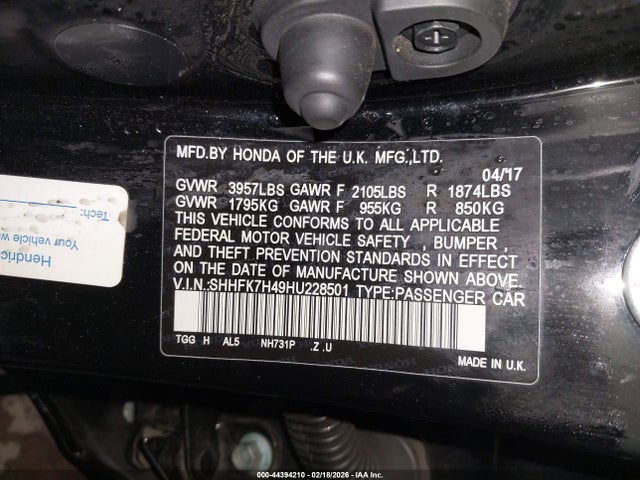 MFD.BY HONDA OF THE U.K. MFG.,LTD.
04/17
GVWR 3957LBS GAWR F 2105LBS R 1874LBS
GVWR 1795KG GAWR F 955KG R 850KG
THIS VEHICLE CONFORMS TO ALL APPLICABLE
FEDERAL MOTOR VEHICLE SAFETY , BUMPER ,
AND THEFT PREVENTION STANDARDS IN EFFECT
ON THE DATE OF MANUFACTURE SHOWN ABOVE.
V.I.N.:SHHFK7H49HU228501 TYPE:PASSENGER CAR
TGG H AL5 NH731P .Z .U
MADE IN U.K.
Tech:
Your vehicle w
Hendric
000-44394210 - 02/18/2026 - IAA Inc.